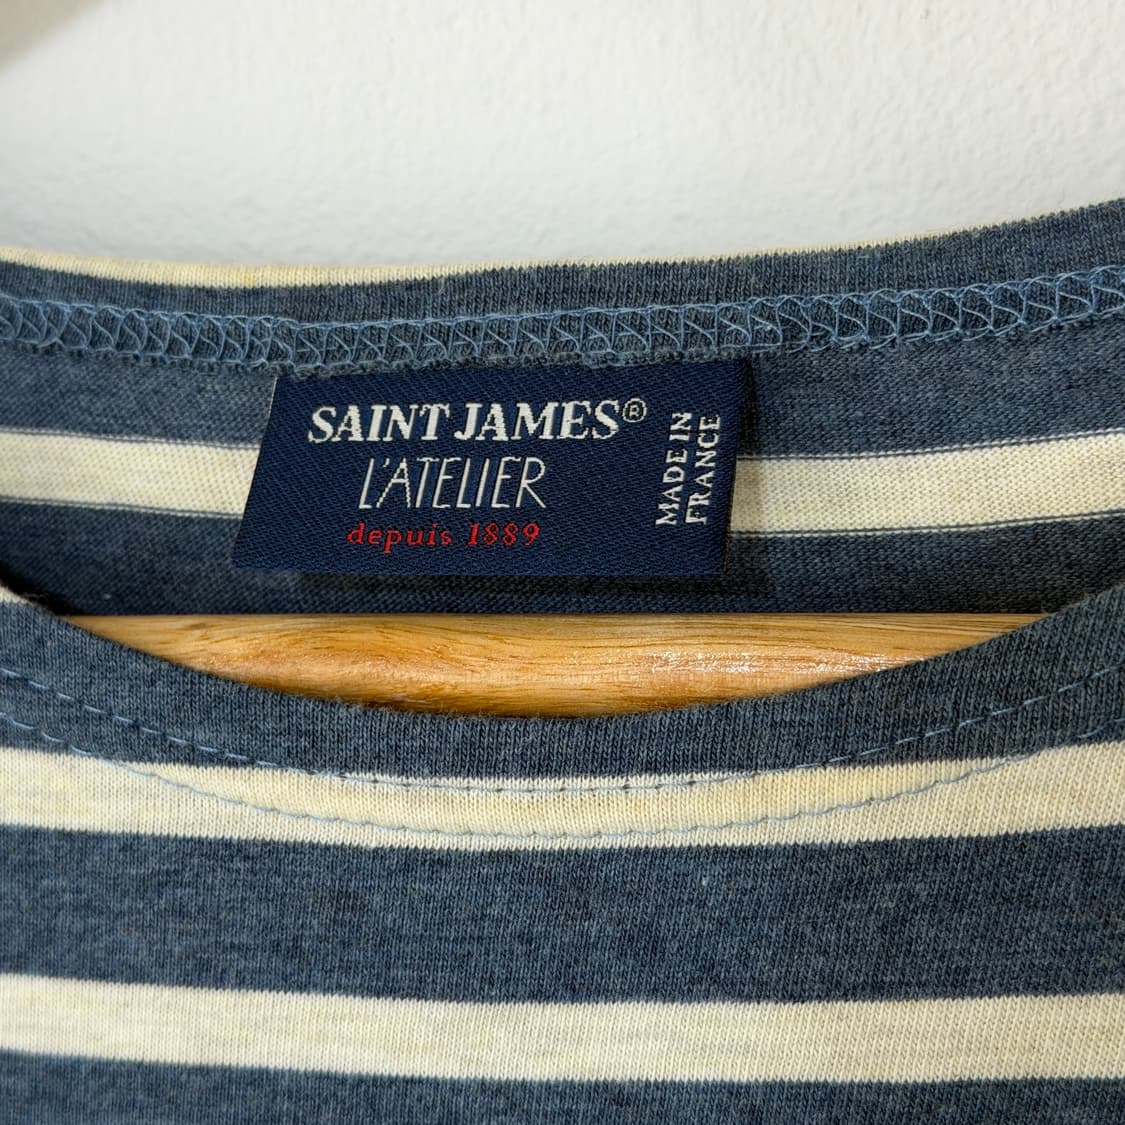 SAINT JAMES®
L'ATELIER
depuis 1889
MADE IN
FRANCE